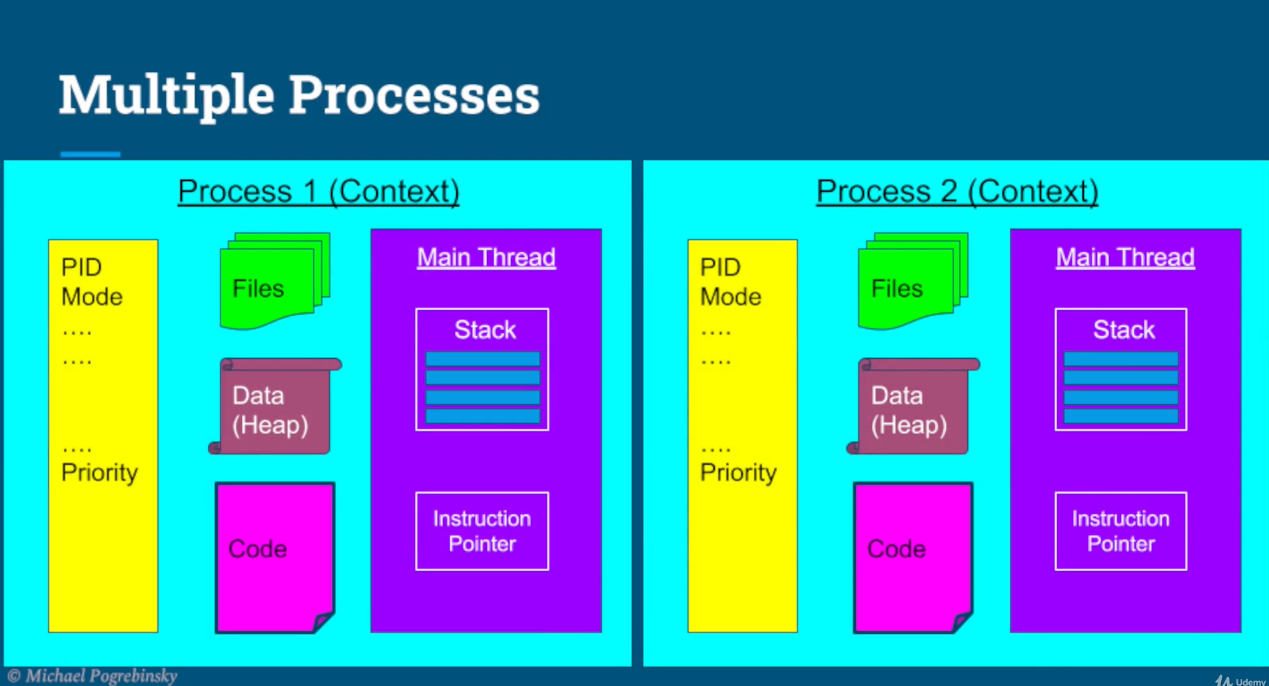 Multiple Processes
Process 1 (Context)
PID
Mode
....
....
....
Priority
Files
Data
(Heap)
Code
Main Thread
Stack
Instruction
Pointer
Process 2 (Context)
PID
Mode
....
....
....
Priority
Files
Data
(Heap)
Code
Main Thread
Stack
Instruction
Pointer
© Michael Pogrebinsky
Udemy